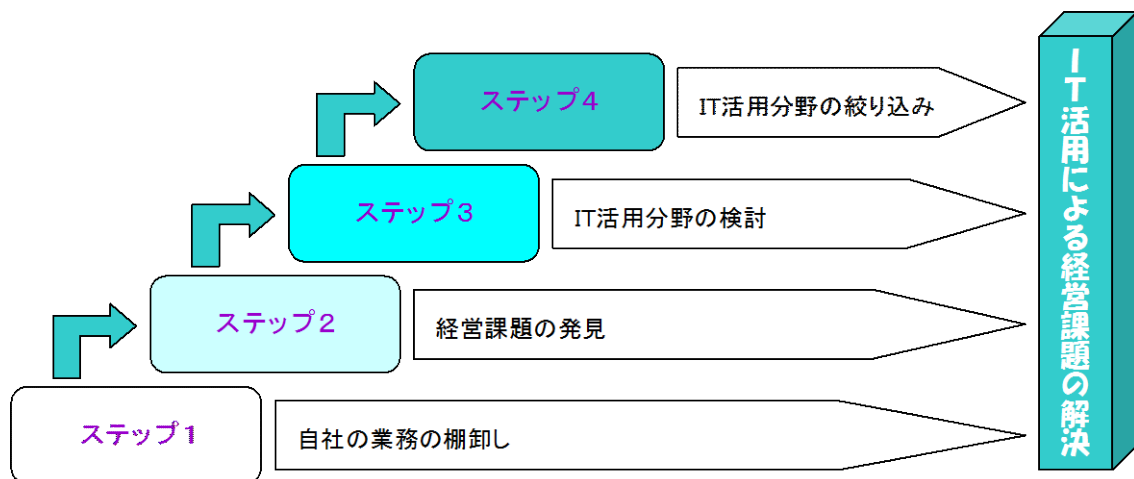 ステップ4
IT活用分野の絞り込み
ステップ3
IT活用分野の検討
ステップ2
経営課題の発見
ステップ1
自社の業務の棚卸し
IT活用による経営課題の解決